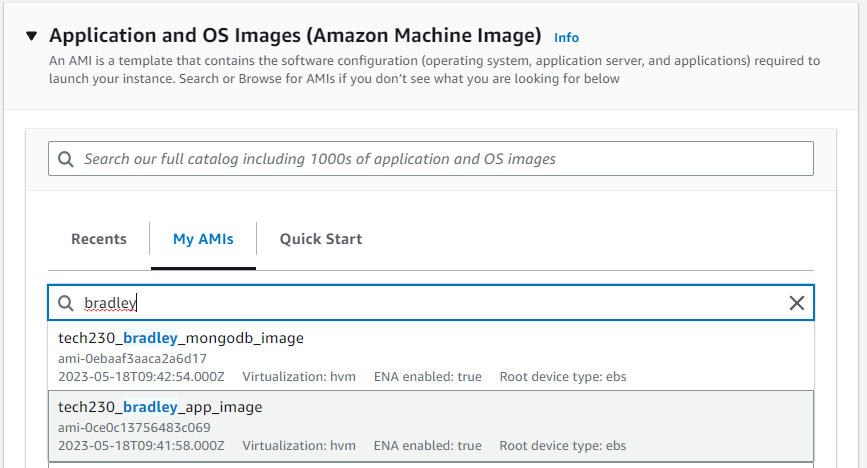 Application and OS Images (Amazon Machine Image) Info
An AMI is a template that contains the software configuration (operating system, application server, and applications) required to
launch your instance. Search or Browse for AMIs if you don’t see what you are looking for below
Search our full catalog including 1000s of application and OS images
Recents My AMIs Quick Start
bradley
tech230_bradley_mongodb_image
ami-0ebaaf3aaca2a6d17
2023-05-18T09:42:54.000Z Virtualization: hvm ENA enabled: true Root device type: ebs
tech230_bradley_app_image
ami-0ce0c13756483c069
2023-05-18T09:41:58.000Z Virtualization: hvm ENA enabled: true Root device type: ebs